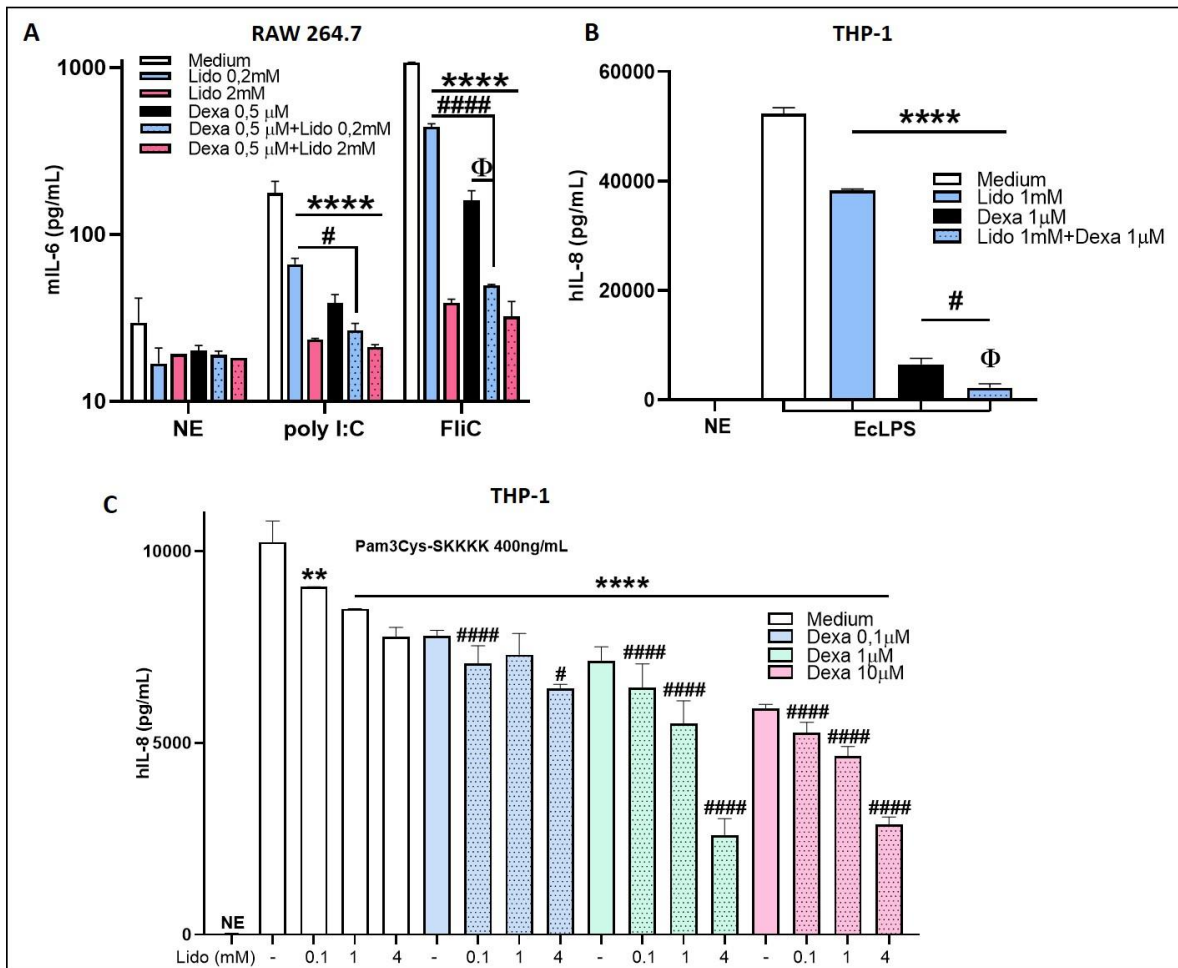 A
RAW 264.7
Medium
Lido 0,2mM
Lido 2mM
Dexa 0,5 µM
Dexa 0,5 µM+Lido 0,2mM
Dexa 0,5 µM+Lido 2mM
mIL-6 (pg/mL)
1000
100
10
****
#
****
####
Φ
NE
poly I:C
FliC
B
THP-1
hIL-8 (pg/mL)
60000
40000
20000
0
****
Medium
Lido 1mM
Dexa 1µM
Lido 1mM+Dexa 1µM
#
Φ
NE
EcLPS
C
THP-1
Pam3Cys-SKKKK 400ng/mL
hIL-8 (pg/mL)
10000
5000
0
**
****
Medium
Dexa 0,1µM
Dexa 1µM
Dexa 10µM
####
#
####
####
####
####
####
####
NE
Lido (mM) - 0.1 1 4 - 0.1 1 4 - 0.1 1 4 - 0.1 1 4